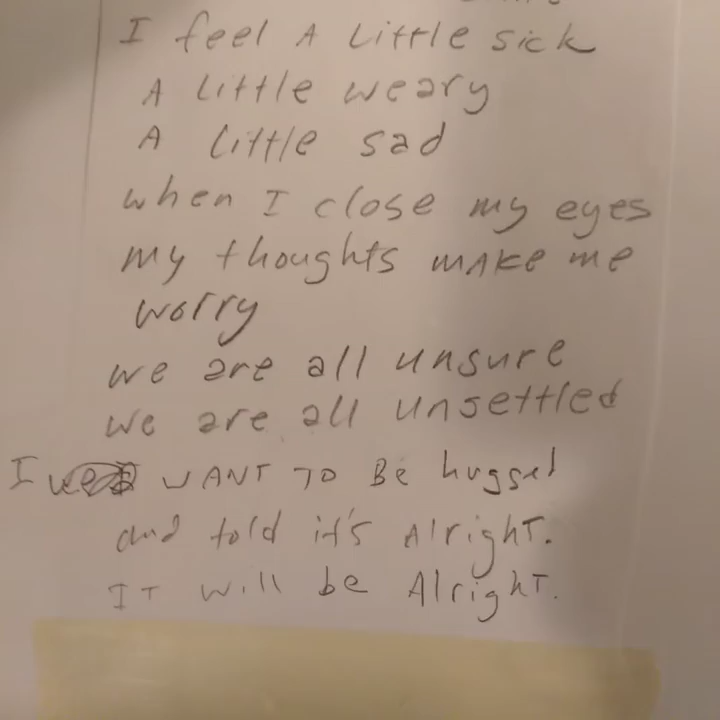 I feel A little sick
A little weary
A little sad
when I close my eyes
my thoughts make me
worry
we are all unsure
we are all unsettled
I WANT TO Be hugged
and told it's Alright.
IT will be Alright.